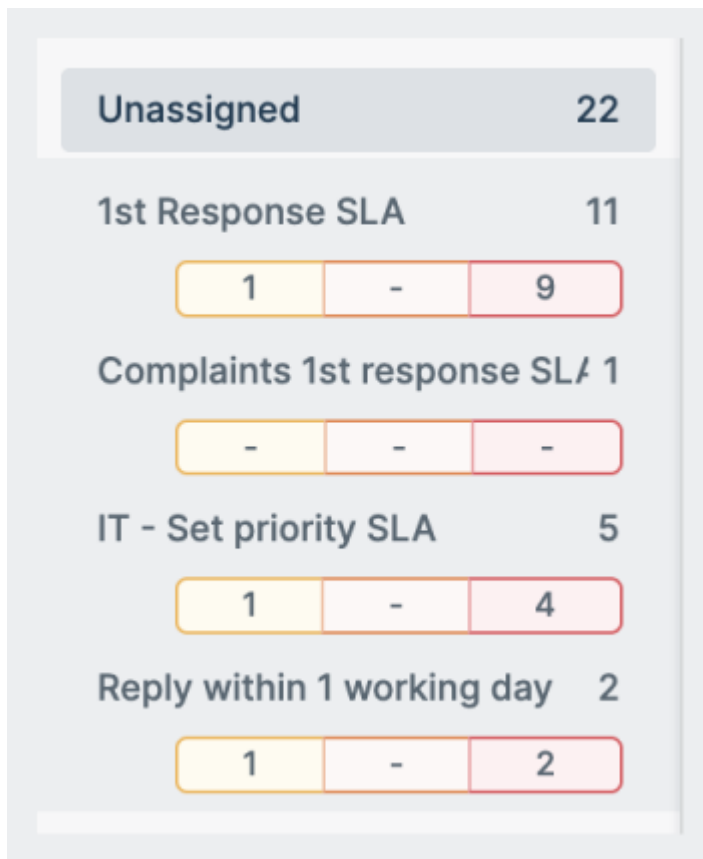 Unassigned 22
1st Response SLA 11
1 - 9
Complaints 1st response SLA 1
- - -
IT - Set priority SLA 5
1 - 4
Reply within 1 working day 2
1 - 2